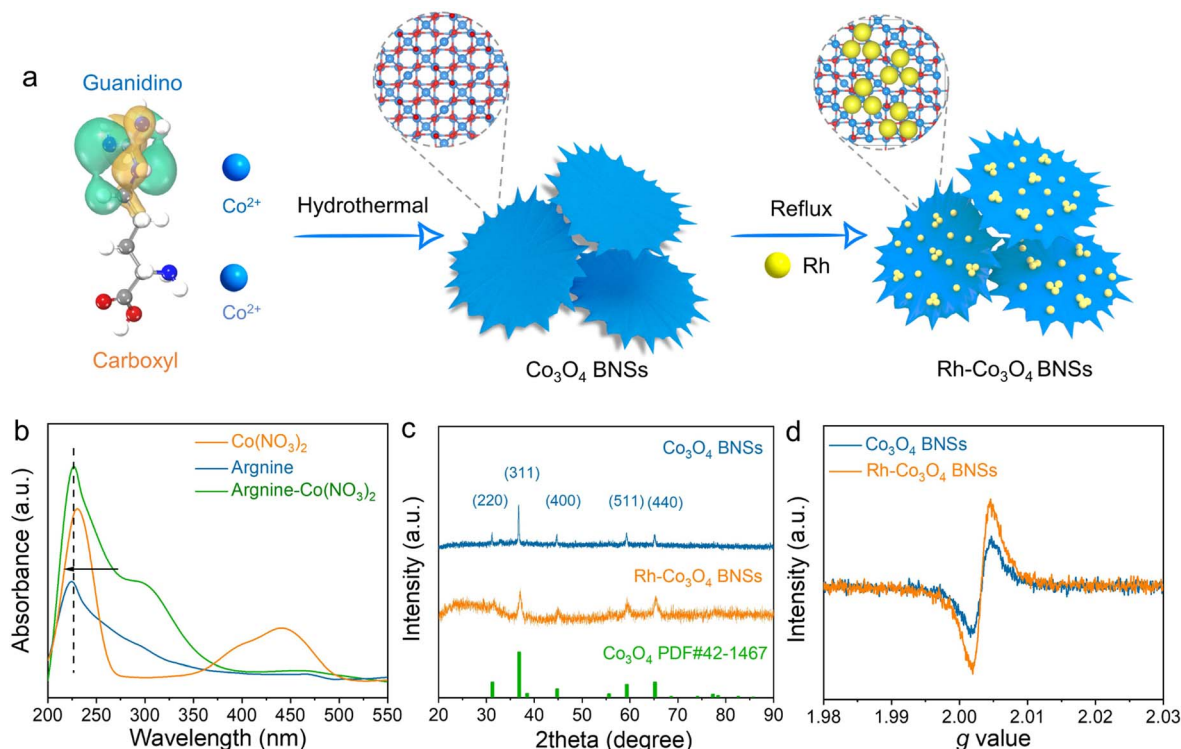 a
Guanidino
Co²⁺
Co²⁺
Carboxyl
Hydrothermal
Co₃O₄ BNSs
Reflux
Rh
Rh-Co₃O₄ BNSs
b
Absorbance (a.u.)
Co(NO₃)₂
Argnine
Argnine-Co(NO₃)₂
200 250 300 350 400 450 500 550
Wavelength (nm)
c
Intensity (a.u.)
Co₃O₄ BNSs
(220) (311) (400) (511) (440)
Rh-Co₃O₄ BNSs
Co₃O₄ PDF#42-1467
20 30 40 50 60 70 80 90
2theta (degree)
d
Intensity (a.u.)
Co₃O₄ BNSs
Rh-Co₃O₄ BNSs
1.98 1.99 2.00 2.01 2.02 2.03
g value